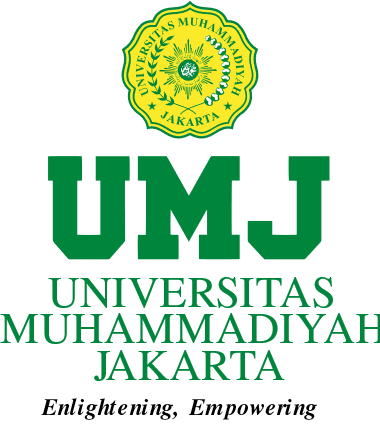 UNIVERSITAS MUHAMMADIYAH
JAKARTA
UMJ
UNIVERSITAS
MUHAMMADIYAH
JAKARTA
Enlightening, Empowering